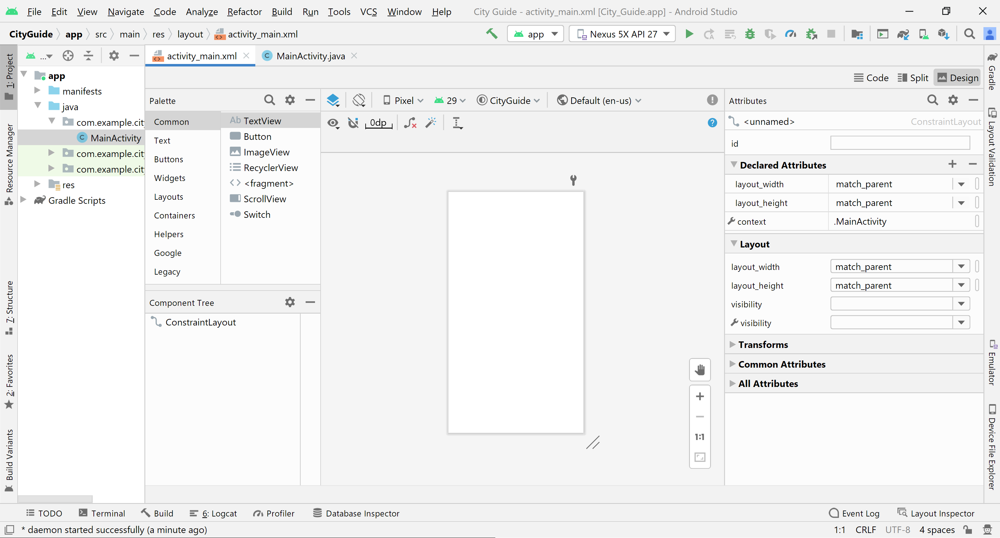 File Edit View Navigate Code Analyze Refactor Build Run Tools VCS Window Help City Guide - activity_main.xml [City_Guide.app] - Android Studio
CityGuide app src main res layout activity_main.xml app Nexus 5X API 27
1: Project
Resource Manager
7: Structure
2: Favorites
Build Variants
...
app
manifests
java
com.example.cit
MainActivity
com.example.cit
com.example.cit
res
Gradle Scripts
activity_main.xml MainActivity.java
Code Split Design
Palette
Common
Text
Buttons
Widgets
Layouts
Containers
Helpers
Google
Legacy
Ab TextView
Button
ImageView
RecyclerView
<fragment>
ScrollView
Switch
Component Tree
ConstraintLayout
Pixel 29 CityGuide Default (en-us)
0dp
1:1
Attributes
<unnamed> ConstraintLayout
id
Declared Attributes
layout_width match_parent
layout_height match_parent
context .MainActivity
Layout
layout_width match_parent
layout_height match_parent
visibility
visibility
Transforms
Common Attributes
All Attributes
Gradle
Layout Validation
Emulator
Device File Explorer
TODO Terminal Build 6: Logcat Profiler Database Inspector Event Log Layout Inspector
* daemon started successfully (a minute ago) 1:1 CRLF UTF-8 4 spaces